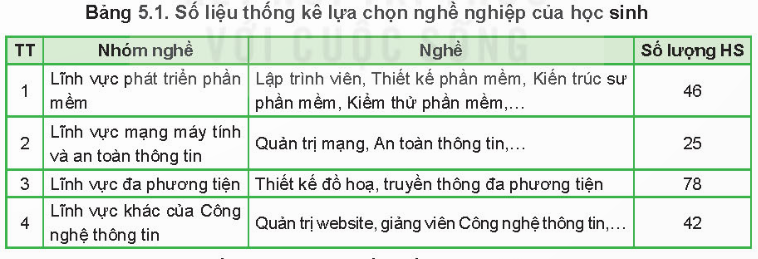 Bảng 5.1. Số liệu thống kê lựa chọn nghề nghiệp của học sinh
VỚI CUỘC SỐNG
TT Nhóm nghề Nghề Số lượng HS
1 Lĩnh vực phát triển phần mềm Lập trình viên, Thiết kế phần mềm, Kiến trúc sư phần mềm, Kiểm thử phần mềm,... 46
2 Lĩnh vực mạng máy tính và an toàn thông tin Quản trị mạng, An toàn thông tin,... 25
3 Lĩnh vực đa phương tiện Thiết kế đồ hoạ, truyền thông đa phương tiện 78
4 Lĩnh vực khác của Công nghệ thông tin Quản trị website, giảng viên Công nghệ thông tin,... 42